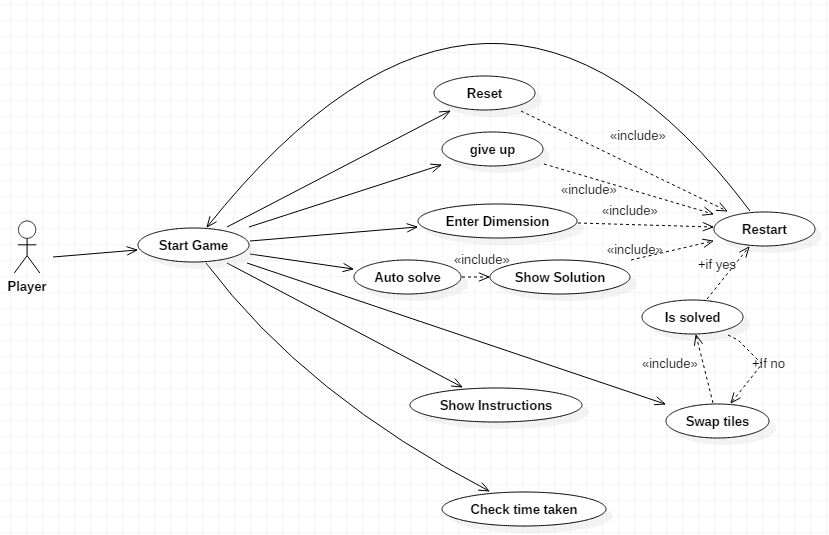 Reset
«include»
give up
«include»
Enter Dimension
«include»
Restart
Start Game
«include»
«include»
+if yes
Auto solve
Show Solution
Player
Is solved
«include»
+If no
Show Instructions
Swap tiles
Check time taken